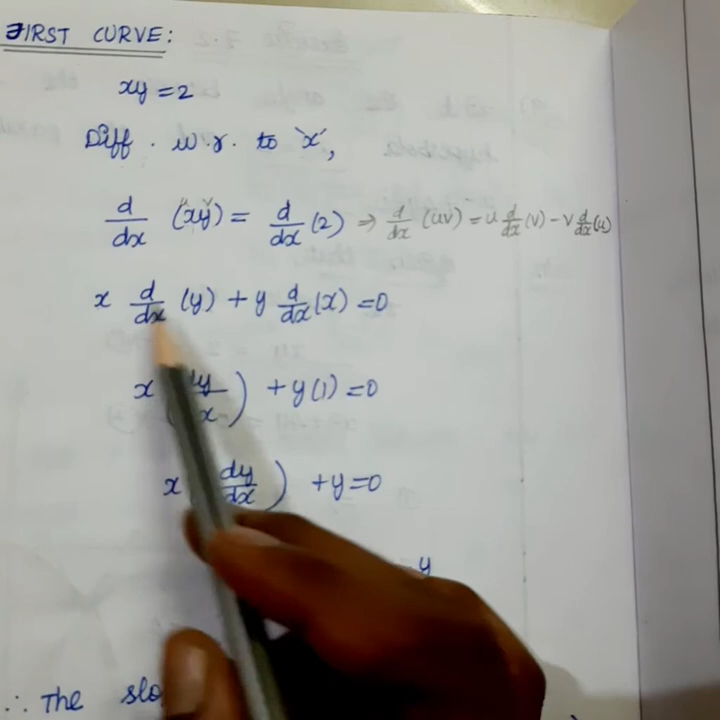 FIRST CURVE:
xy = 2
Diff. w.r. to 'x',
d/dx (xy) = d/dx (2) ⇒ d/dx (uv) = u d/dx (v) - v d/dx (u)
x d/dx (y) + y d/dx (x) = 0
x + y(1) = 0
x (dy/dx) + y = 0
y
∴ The